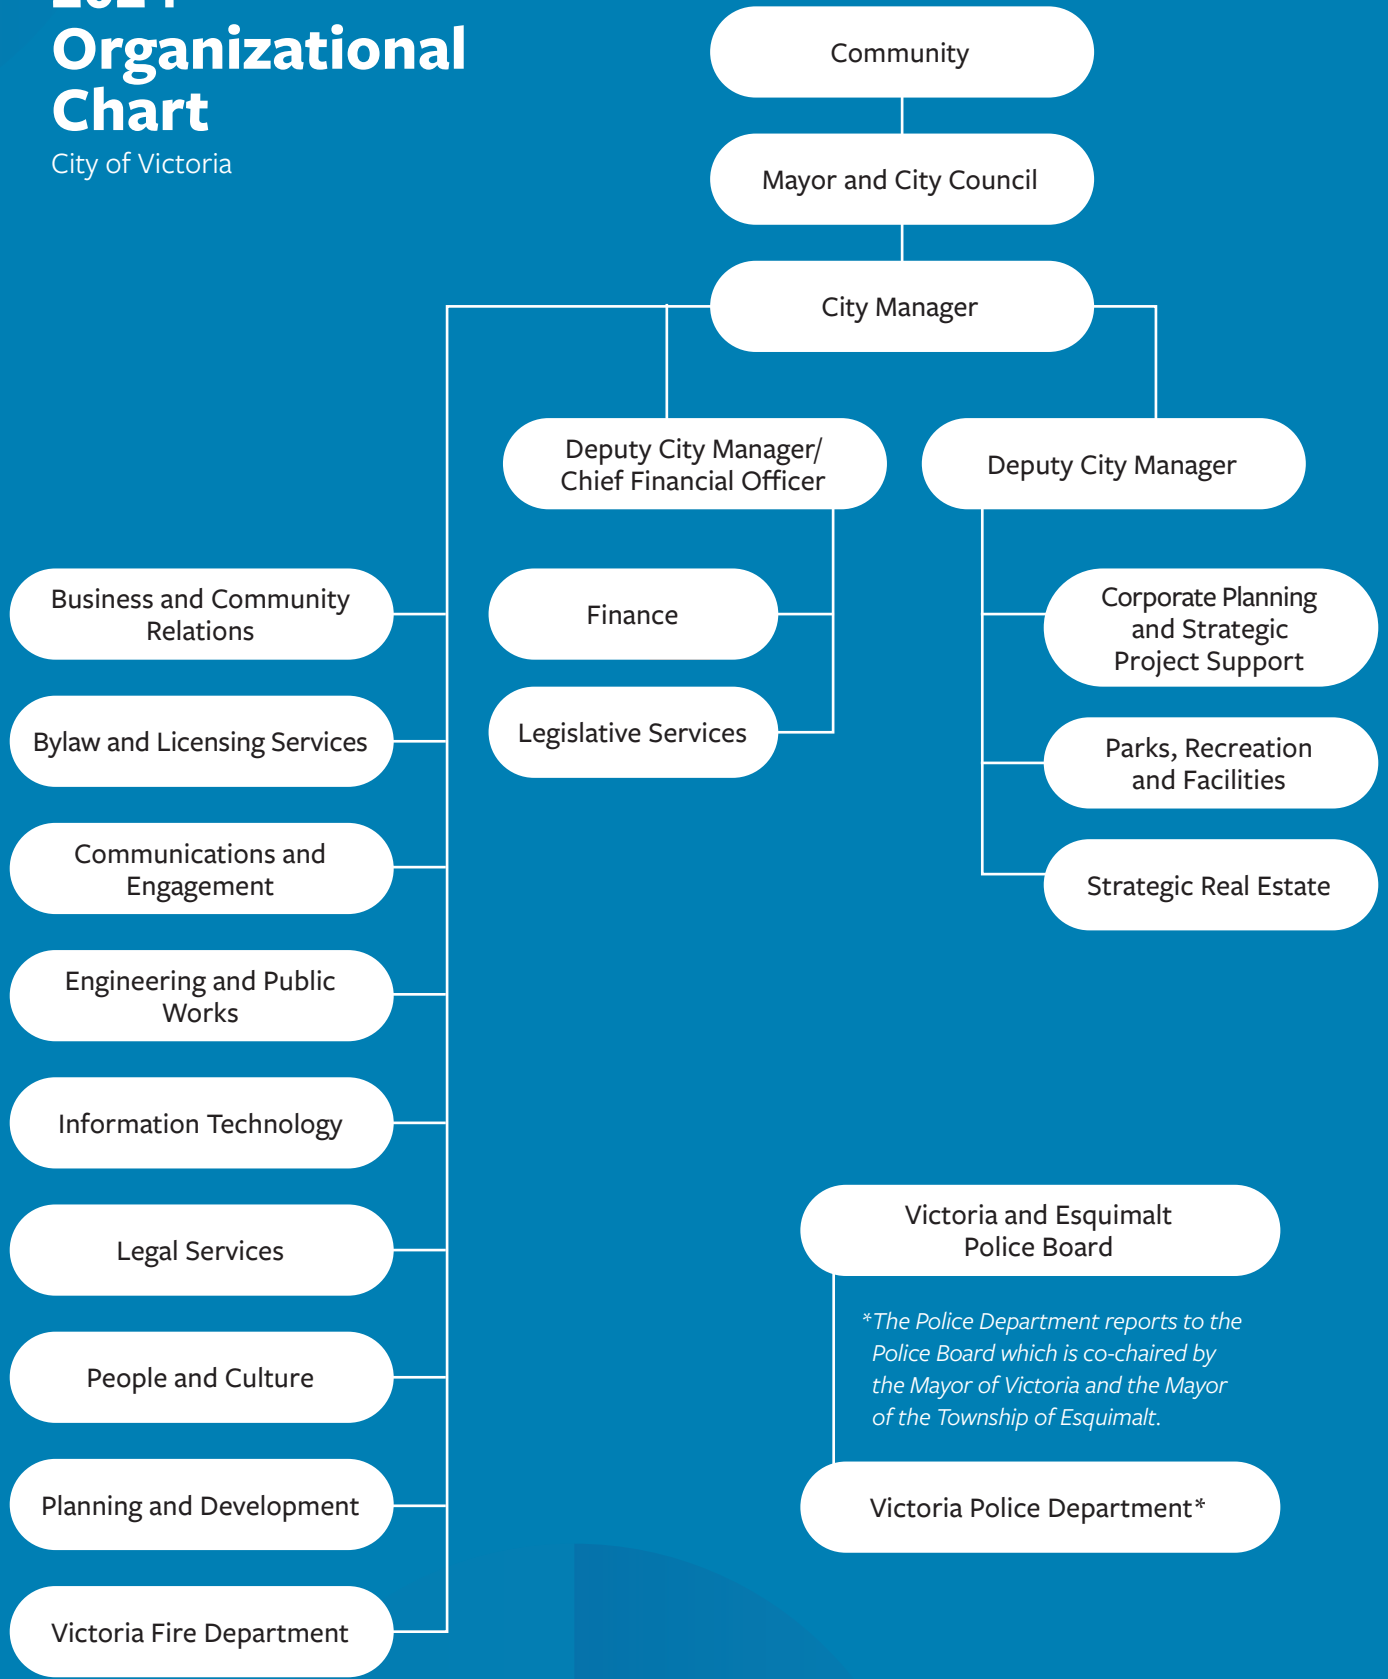 Organizational
Chart
City of Victoria
Community
Mayor and City Council
City Manager
Deputy City Manager/
Chief Financial Officer
Deputy City Manager
Business and Community
Relations
Bylaw and Licensing Services
Communications and
Engagement
Engineering and Public
Works
Information Technology
Legal Services
People and Culture
Planning and Development
Victoria Fire Department
Finance
Legislative Services
Corporate Planning
and Strategic
Project Support
Parks, Recreation
and Facilities
Strategic Real Estate
Victoria and Esquimalt
Police Board
*The Police Department reports to the
Police Board which is co-chaired by
the Mayor of Victoria and the Mayor
of the Township of Esquimalt.
Victoria Police Department*